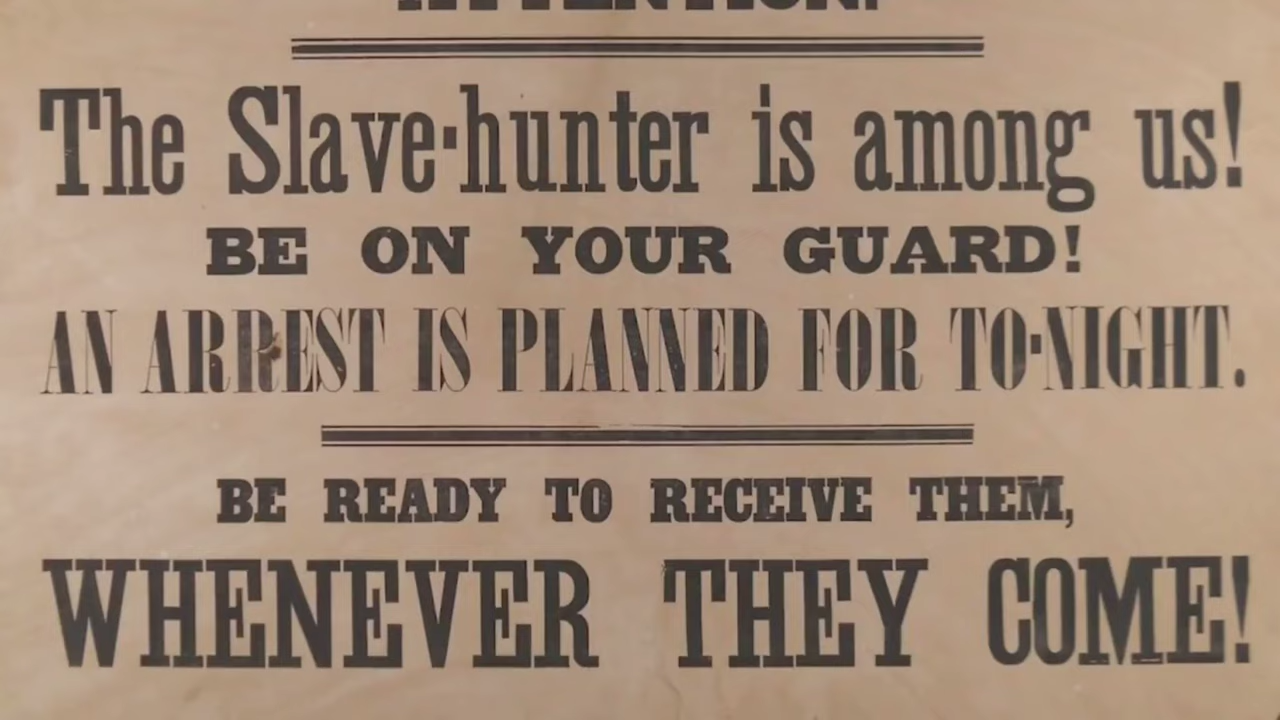 ATTENTION!
The Slave-hunter is among us!
BE ON YOUR GUARD!
AN ARREST IS PLANNED FOR TO-NIGHT.
BE READY TO RECEIVE THEM,
WHENEVER THEY COME!